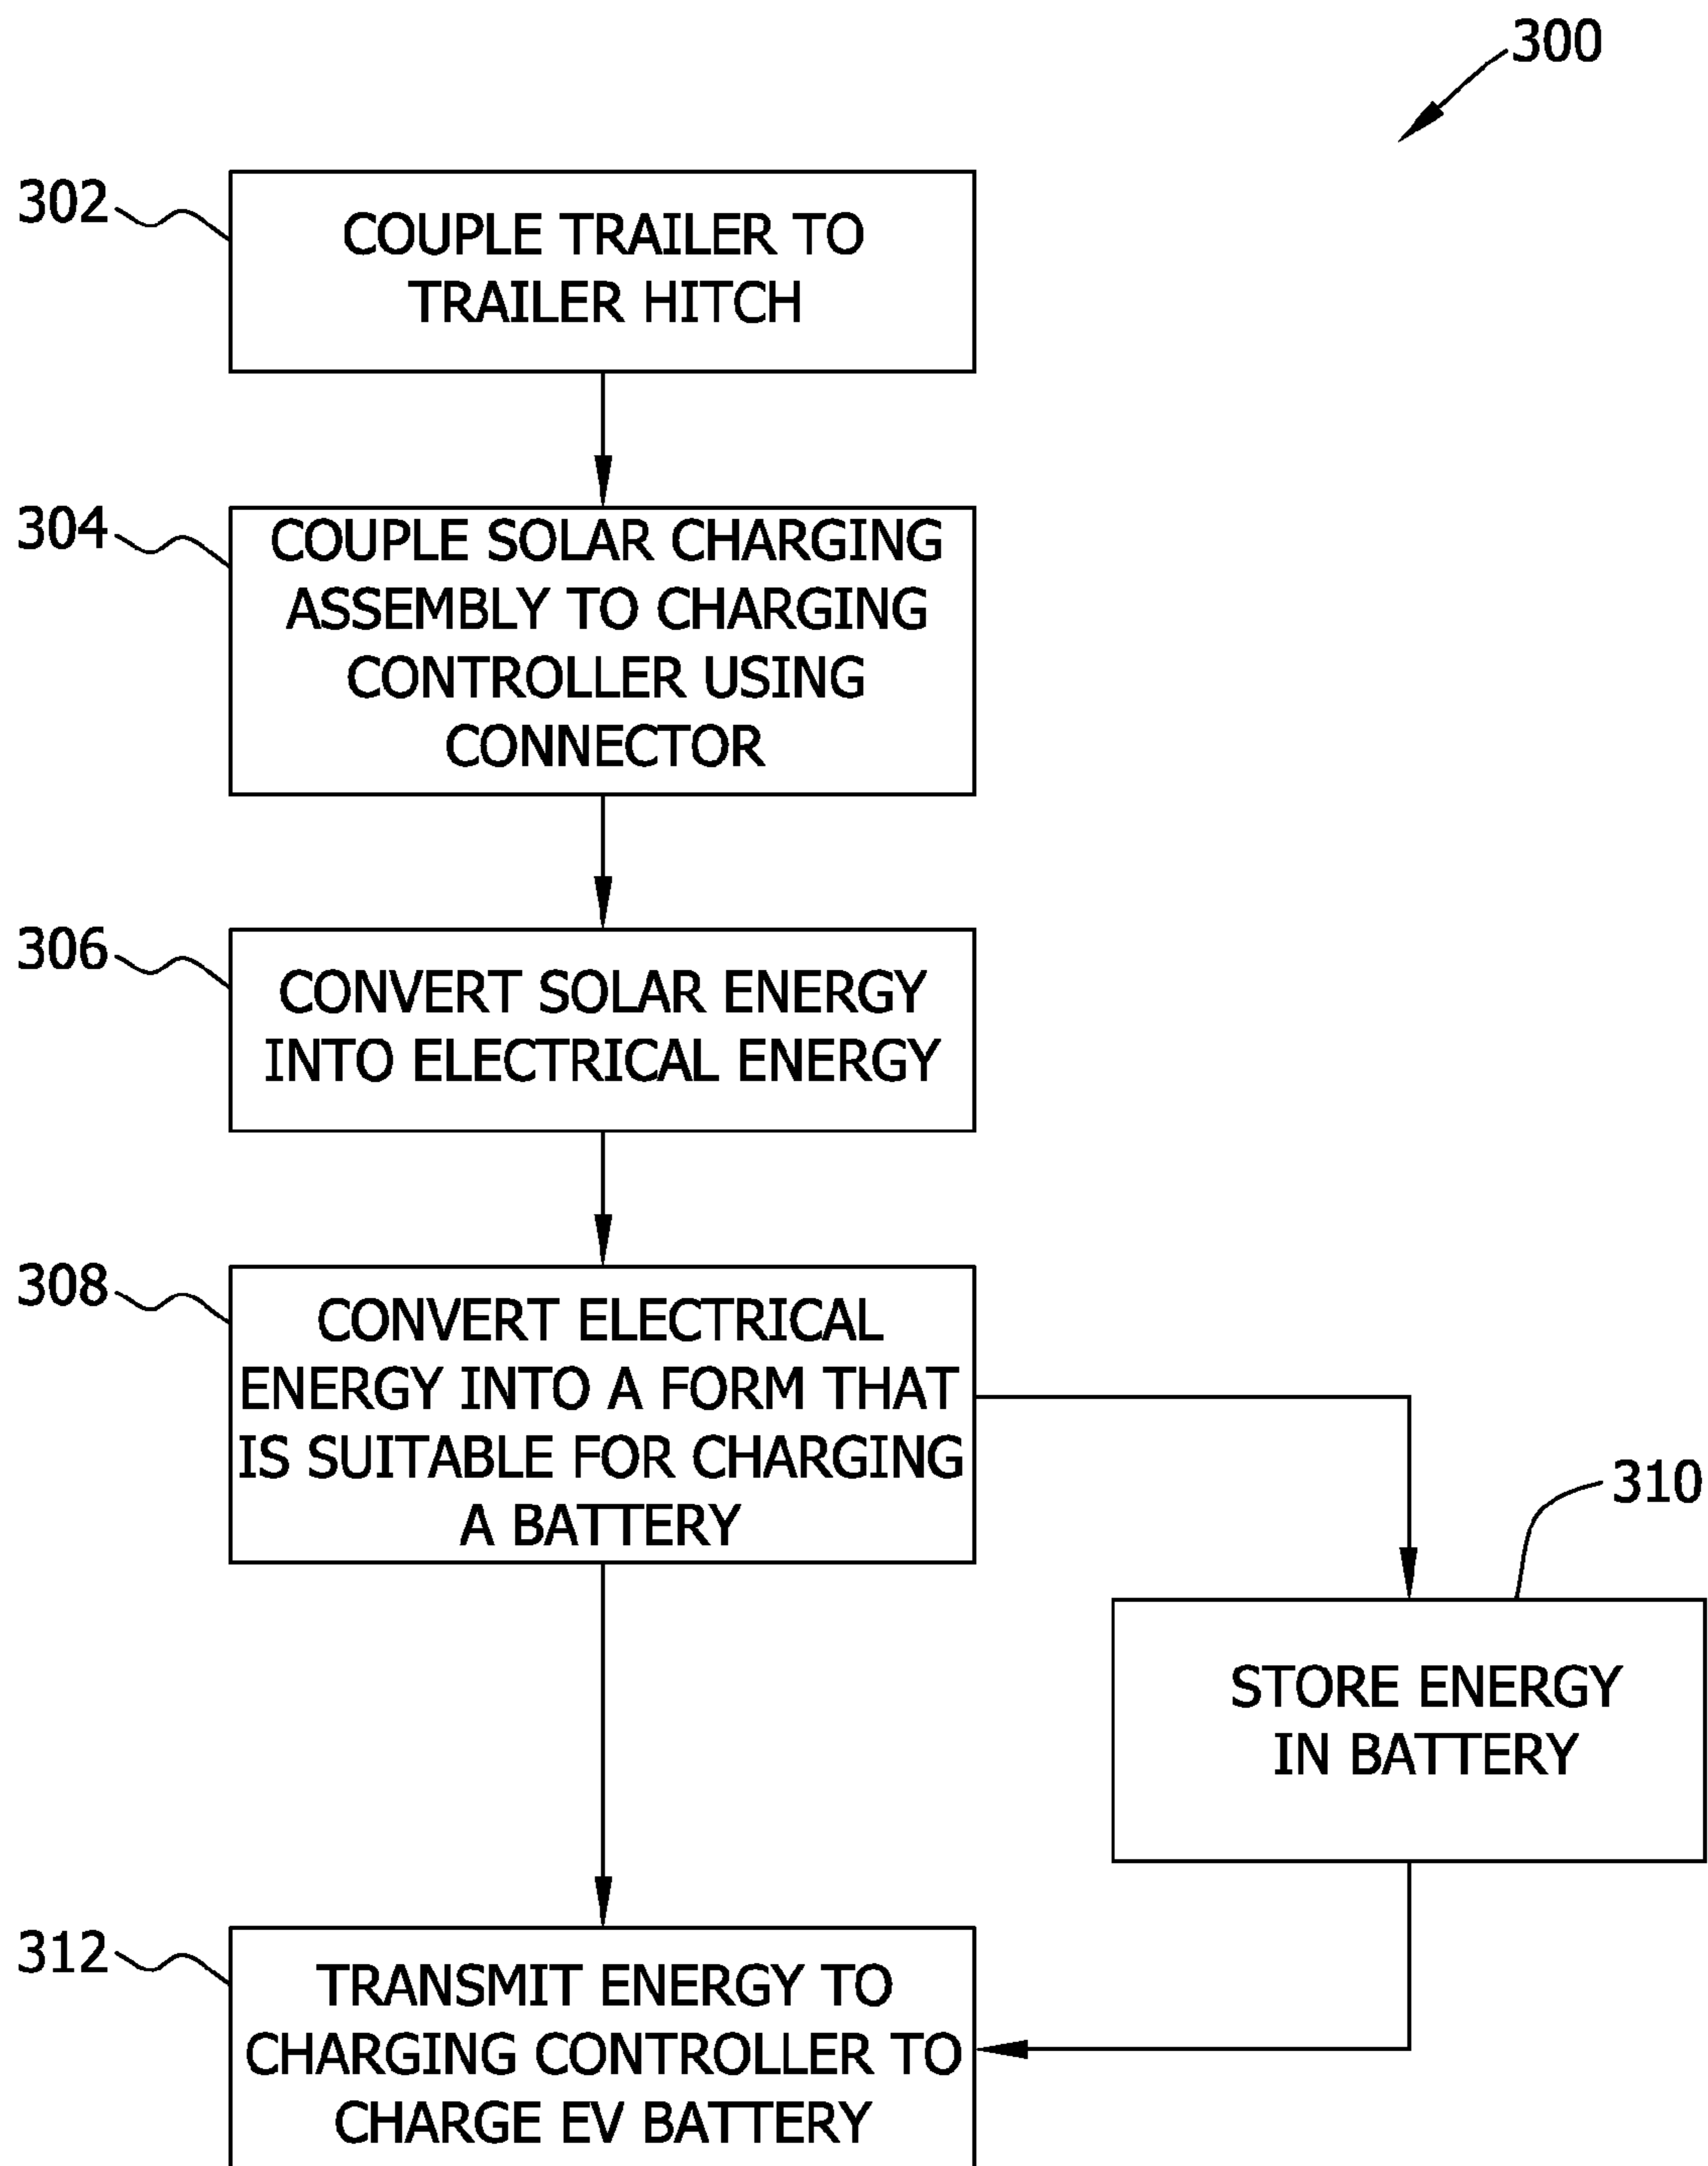 300
302
COUPLE TRAILER TO
TRAILER HITCH
304
COUPLE SOLAR CHARGING
ASSEMBLY TO CHARGING
CONTROLLER USING
CONNECTOR
306
CONVERT SOLAR ENERGY
INTO ELECTRICAL ENERGY
308
CONVERT ELECTRICAL
ENERGY INTO A FORM THAT
IS SUITABLE FOR CHARGING
A BATTERY
310
STORE ENERGY
IN BATTERY
312
TRANSMIT ENERGY TO
CHARGING CONTROLLER TO
CHARGE EV BATTERY